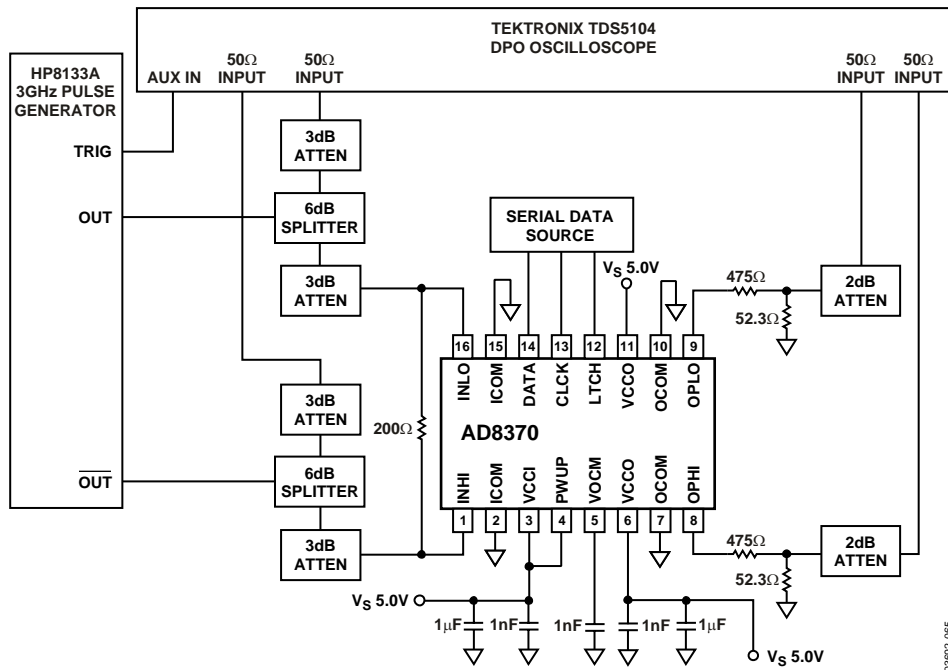 TEKTRONIX TDS5104
DPO OSCILLOSCOPE
AUX IN
50Ω
INPUT
50Ω
INPUT
50Ω
INPUT
50Ω
INPUT
HP8133A
3GHz PULSE
GENERATOR
TRIG
OUT
OUT
3dB
ATTEN
6dB
SPLITTER
3dB
ATTEN
3dB
ATTEN
6dB
SPLITTER
3dB
ATTEN
200Ω
SERIAL DATA
SOURCE
VS 5.0V
475Ω
52.3Ω
2dB
ATTEN
16
15
14
13
12
11
10
9
INLO
ICOM
DATA
CLCK
LTCH
VCCO
OCOM
OPLO
AD8370
INHI
ICOM
VCCI
PWUP
VOCM
VCCO
OCOM
OPHI
1
2
3
4
5
6
7
8
475Ω
52.3Ω
2dB
ATTEN
VS 5.0V
1μF
1nF
1nF
1nF
1μF
VS 5.0V